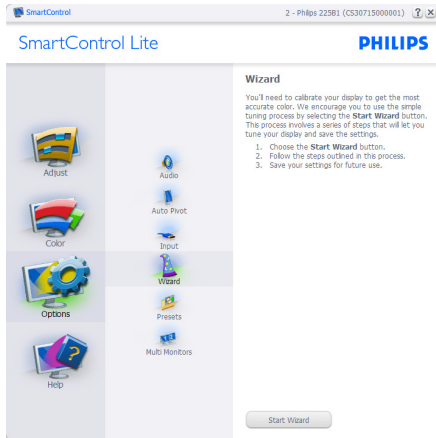 SmartControl
2 - Philips 225B1 (CS30715000001)
? X
SmartControl Lite
PHILIPS
Adjust
Color
Options
Help
Audio
Auto Pivot
Input
Wizard
Presets
Multi Monitors
Wizard
You'll need to calibrate your display to get the most
accurate color. We encourage you to use the simple
tuning process by selecting the Start Wizard button.
This process involves a series of steps that will let you
tune your display and save the settings.
1. Choose the Start Wizard button.
2. Follow the steps outlined in this process.
3. Save your settings for future use.
Start Wizard